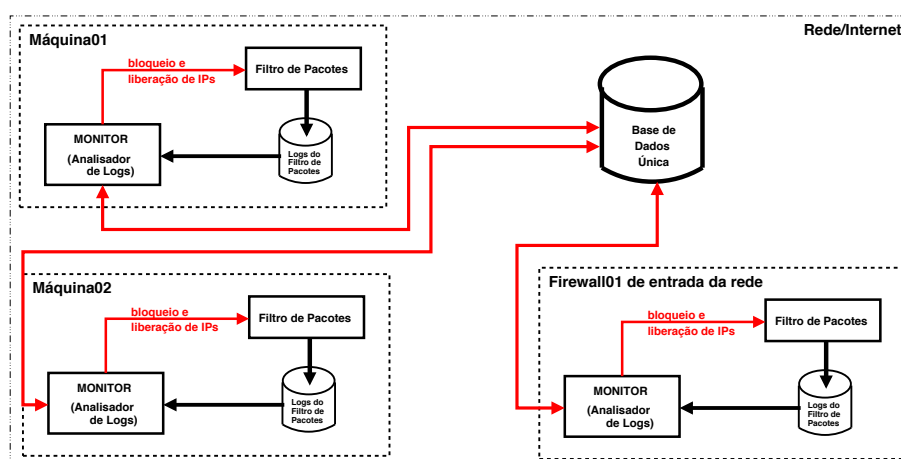 Rede/Internet
Máquina01
bloqueio e
liberação de IPs
Filtro de Pacotes
MONITOR
(Analisador
de Logs)
Logs do
Filtro de
Pacotes
Base de
Dados
Única
Máquina02
bloqueio e
liberação de IPs
Filtro de Pacotes
MONITOR
(Analisador
de Logs)
Logs do
Filtro de
Pacotes
Firewall01 de entrada da rede
bloqueio e
liberação de IPs
Filtro de Pacotes
MONITOR
(Analisador
de Logs)
Logs do
Filtro de
Pacotes